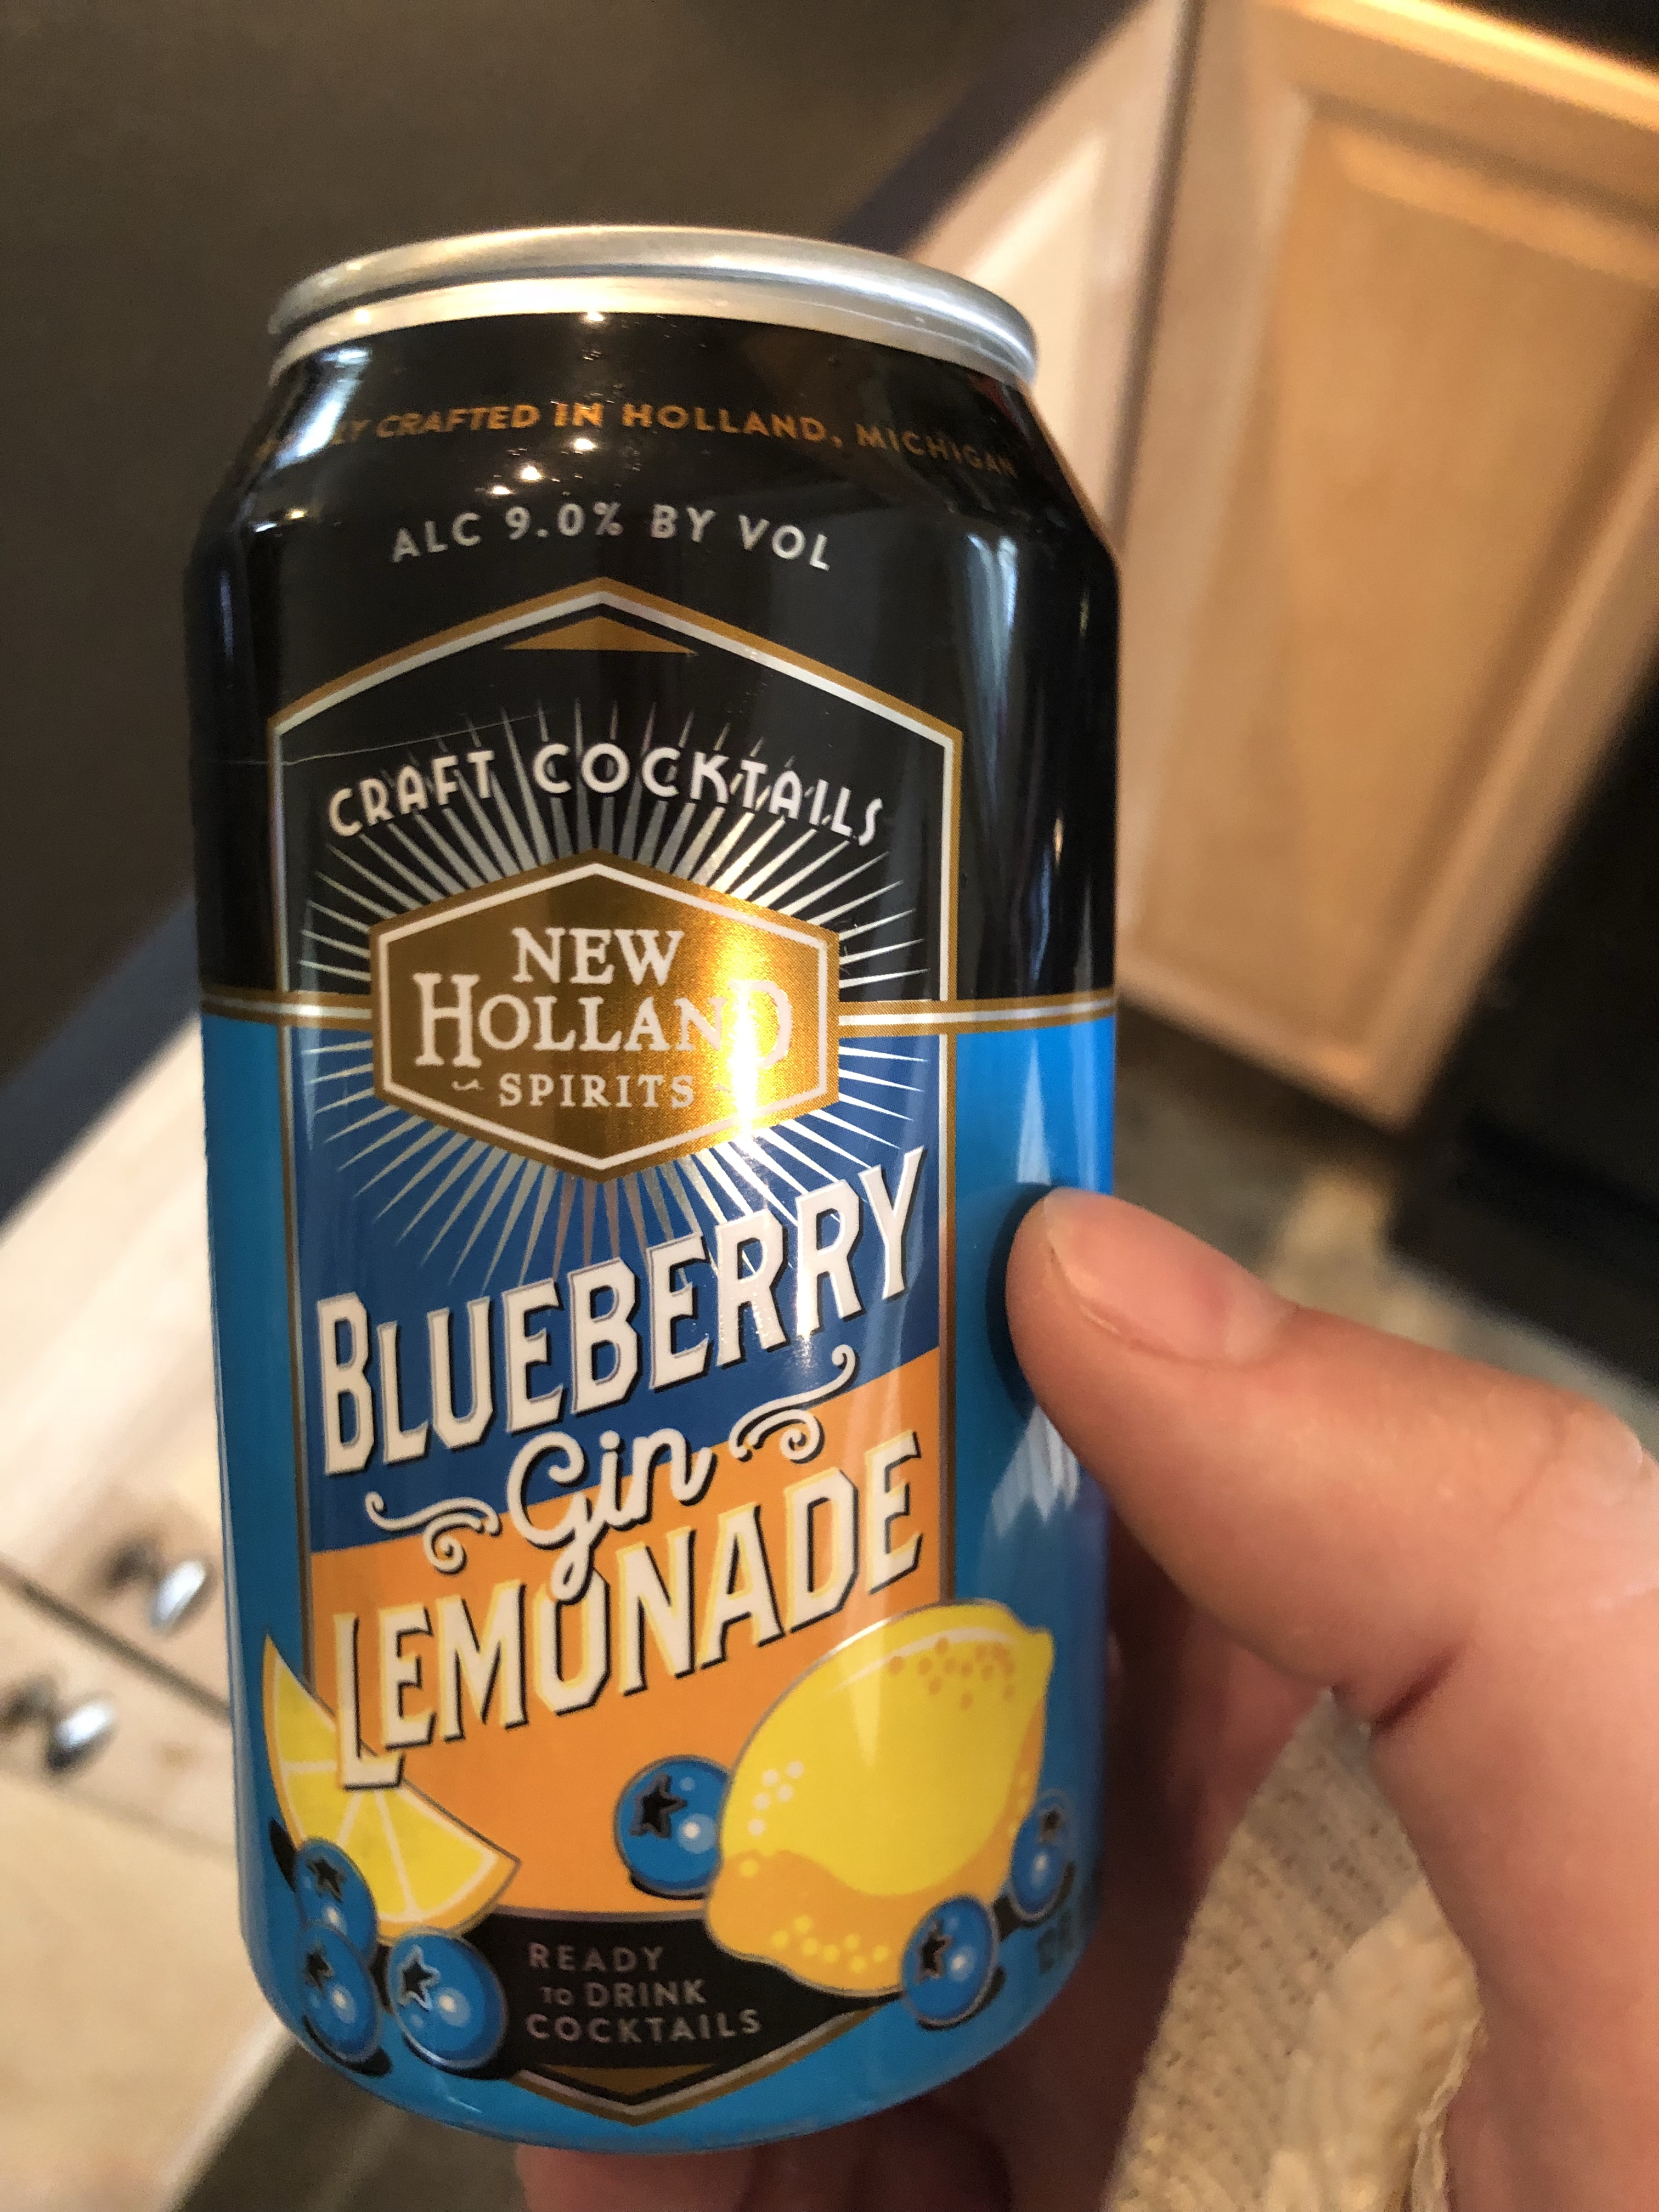 CRAFTED IN HOLLAND, MICHIGAN
ALC 9.0% BY VOL
CRAFT COCKTAILS
NEW
HOLLAND
SPIRITS
BLUEBERRY
Gin
LEMONADE
READY
TO DRINK
COCKTAILS